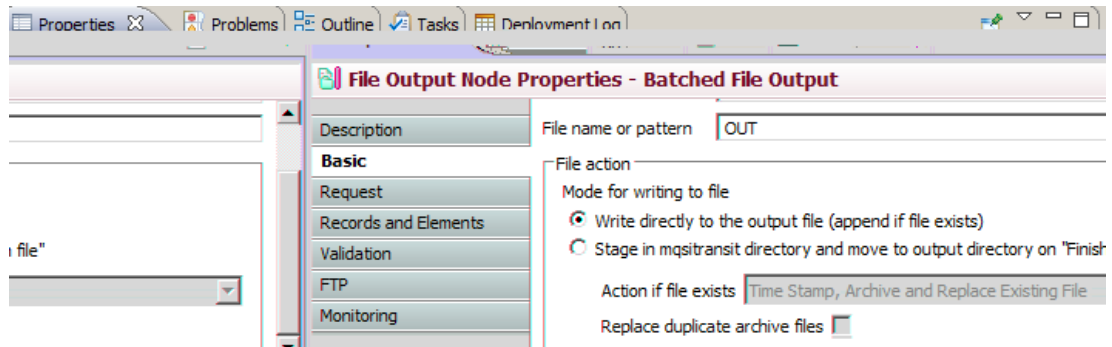 Properties Problems Outline Tasks Deployment Log
File Output Node Properties - Batched File Output
Description
Basic
Request
Records and Elements
Validation
FTP
Monitoring
File name or pattern OUT
File action
Mode for writing to file
Write directly to the output file (append if file exists)
Stage in mqsitransit directory and move to output directory on "Finish
Action if file exists Time Stamp, Archive and Replace Existing File
Replace duplicate archive files
file"